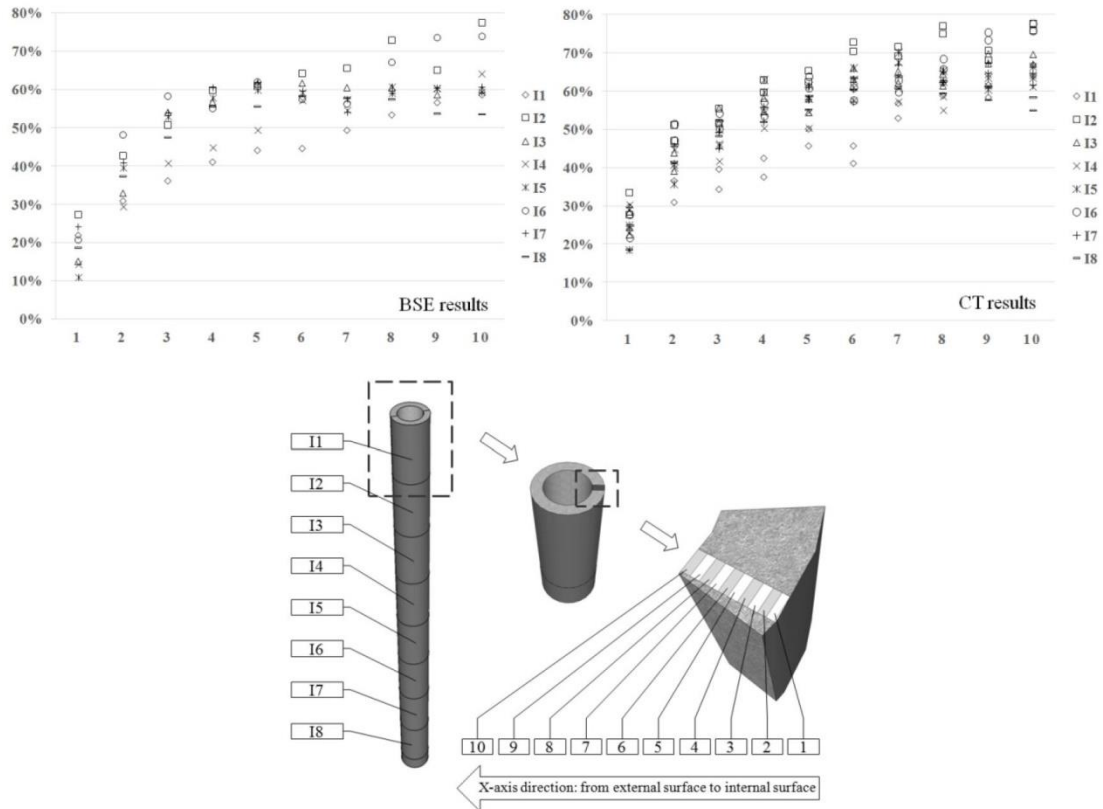 80%
70%
60%
50%
40%
30%
20%
10%
0%
1 2 3 4 5 6 7 8 9 10
BSE results
I1
I2
I3
I4
I5
I6
I7
I8
80%
70%
60%
50%
40%
30%
20%
10%
0%
1 2 3 4 5 6 7 8 9 10
CT results
I1
I2
I3
I4
I5
I6
I7
I8
I1
I2
I3
I4
I5
I6
I7
I8
10 9 8 7 6 5 4 3 2 1
X-axis direction: from external surface to internal surface